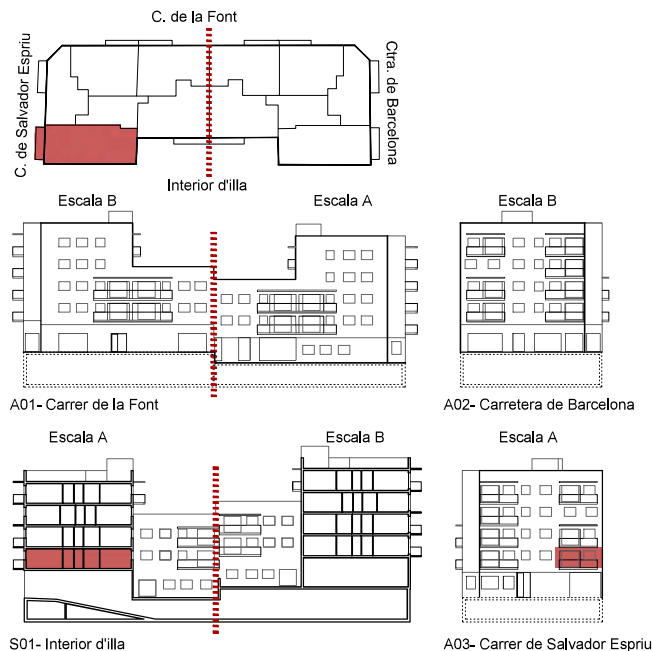 C. de la Font
C. de Salvador Espriu
Ctra. de Barcelona
Interior d'illa
Escala B
Escala A
Escala B
A01- Carrer de la Font
A02- Carretera de Barcelona
Escala A
Escala B
Escala A
S01- Interior d'illa
A03- Carrer de Salvador Espriu